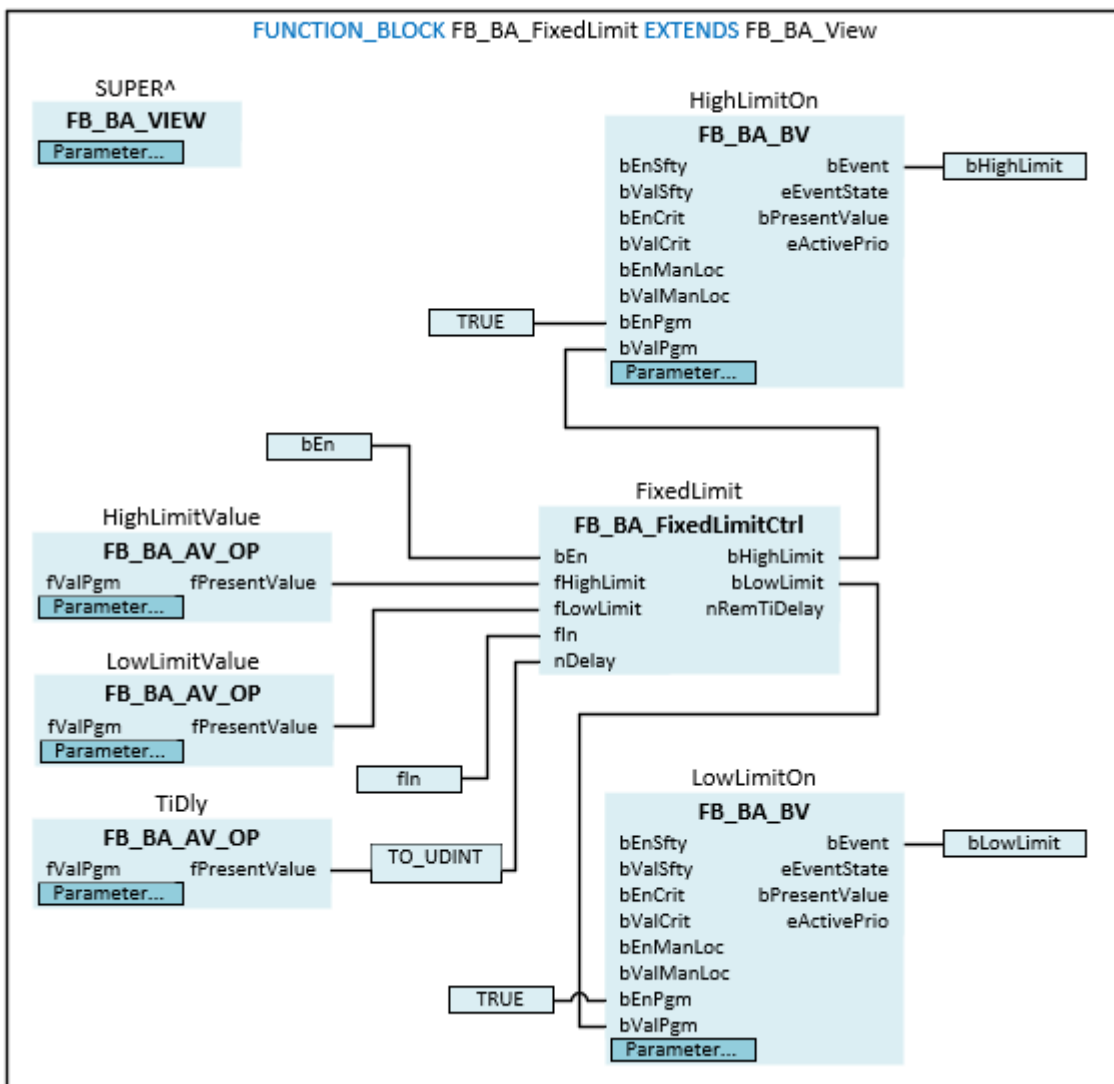 FUNCTION_BLOCK FB_BA_FixedLimit EXTENDS FB_BA_View
SUPER^
FB_BA_VIEW
Parameter...
HighLimitOn
FB_BA_BV
bEnSfty bEvent
bHighLimit
bValSfty eEventState
bEnCrit bPresentValue
bValCrit eActivePrio
bEnManLoc
bValManLoc
TRUE
bEnPgm
bValPgm
Parameter...
bEn
FixedLimit
FB_BA_FixedLimitCtrl
bEn bHighLimit
fHighLimit bLowLimit
fLowLimit nRemTiDelay
fIn
nDelay
HighLimitValue
FB_BA_AV_OP
fValPgm fPresentValue
Parameter...
LowLimitValue
FB_BA_AV_OP
fValPgm fPresentValue
Parameter...
fIn
TiDly
FB_BA_AV_OP
fValPgm fPresentValue
Parameter...
TO_UDINT
LowLimitOn
FB_BA_BV
bEnSfty bEvent
bLowLimit
bValSfty eEventState
bEnCrit bPresentValue
bValCrit eActivePrio
bEnManLoc
bValManLoc
TRUE
bEnPgm
bValPgm
Parameter...